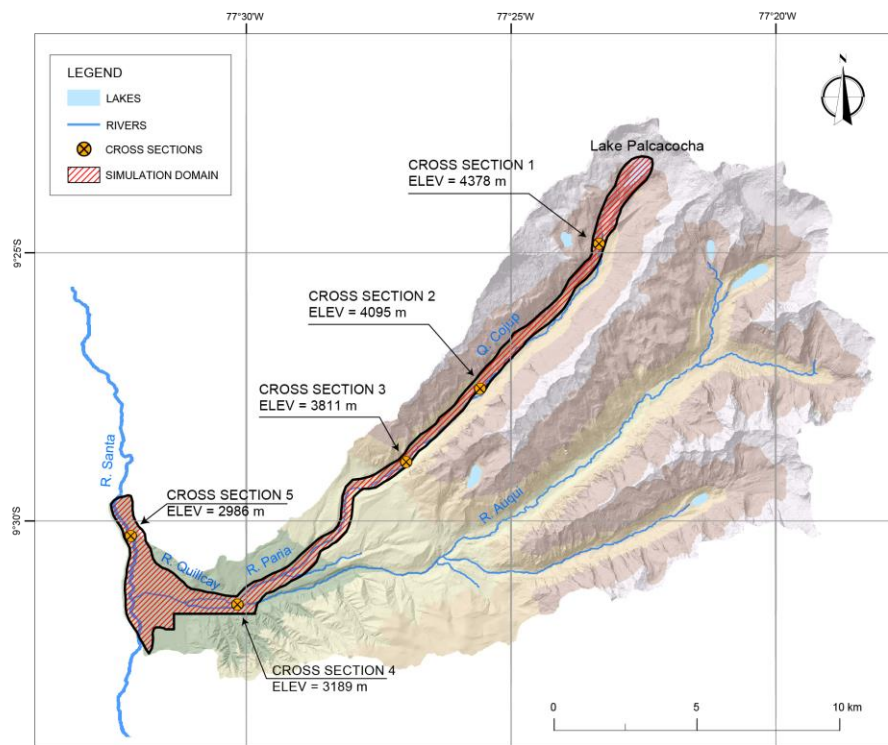 77°30'W
77°25'W
77°20'W
LEGEND
LAKES
RIVERS
CROSS SECTIONS
SIMULATION DOMAIN
N
Lake Palcacocha
CROSS SECTION 1
ELEV = 4378 m
9°25'S
CROSS SECTION 2
ELEV = 4095 m
Q. Cojup
CROSS SECTION 3
ELEV = 3811 m
R. Santa
CROSS SECTION 5
ELEV = 2986 m
R. Auqui
9°30'S
R. Quillcay
R. Paria
CROSS SECTION 4
ELEV = 3189 m
0
5
10 km